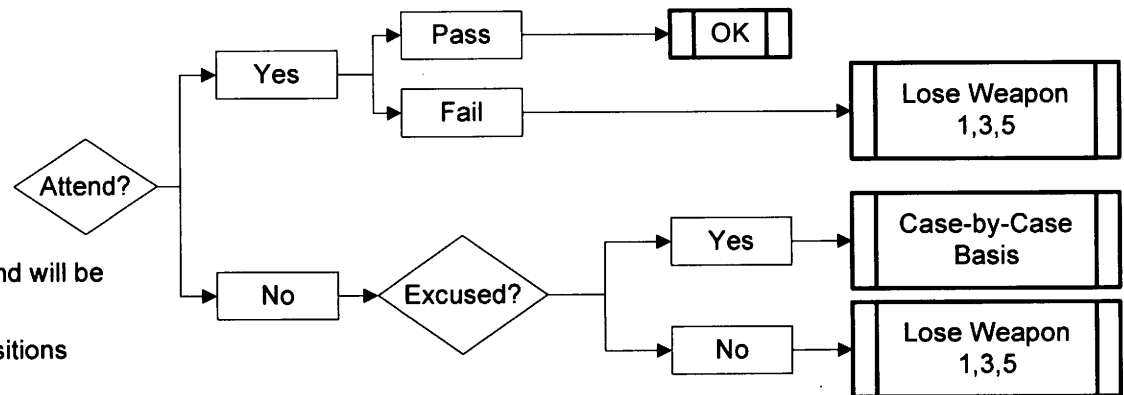 Pass
OK
Yes
Fail
Lose Weapon
1,3,5
Attend?
Yes
Case-by-Case
Basis
nd will be
No
Excused?
sitions
No
Lose Weapon
1,3,5